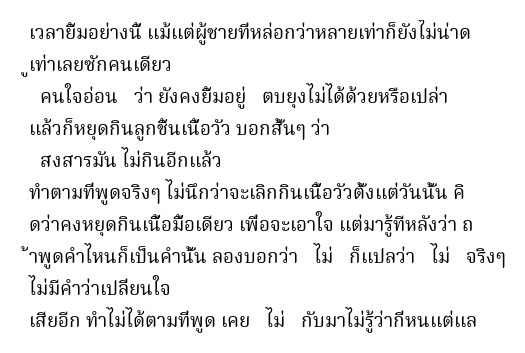 เวลายิ้มอย่างนี้ แม้แต่ผู้ชายที่หล่อกว่าหลายเท่าก็ยังไม่น่าด
ูเท่าเลยซักคนเดียว
คนใจอ่อน ว่า ยังคงยิ้มอยู่ ตบยุงไม่ได้ด้วยหรือเปล่า
แล้วก็หยุดกินลูกชิ้นเนื้อวัว บอกสั้นๆ ว่า
สงสารมัน ไม่กินอีกแล้ว
ทำตามที่พูดจริงๆ ไม่นึกว่าจะเลิกกินเนื้อวัวตั้งแต่วันนั้น คิ
ดว่าคงหยุดกินเนื้อมื้อเดียว เพื่อจะเอาใจ แต่มารู้ทีหลังว่า ถ
้าพูดคำไหนก็เป็นคำนั้น ลองบอกว่า ไม่ ก็แปลว่า ไม่ จริงๆ
ไม่มีคำว่าเปลี่ยนใจ
เสียอีก ทำไม่ได้ตามที่พูด เคย ไม่ กับมาไม่รู้ว่ากี่หนแต่แล